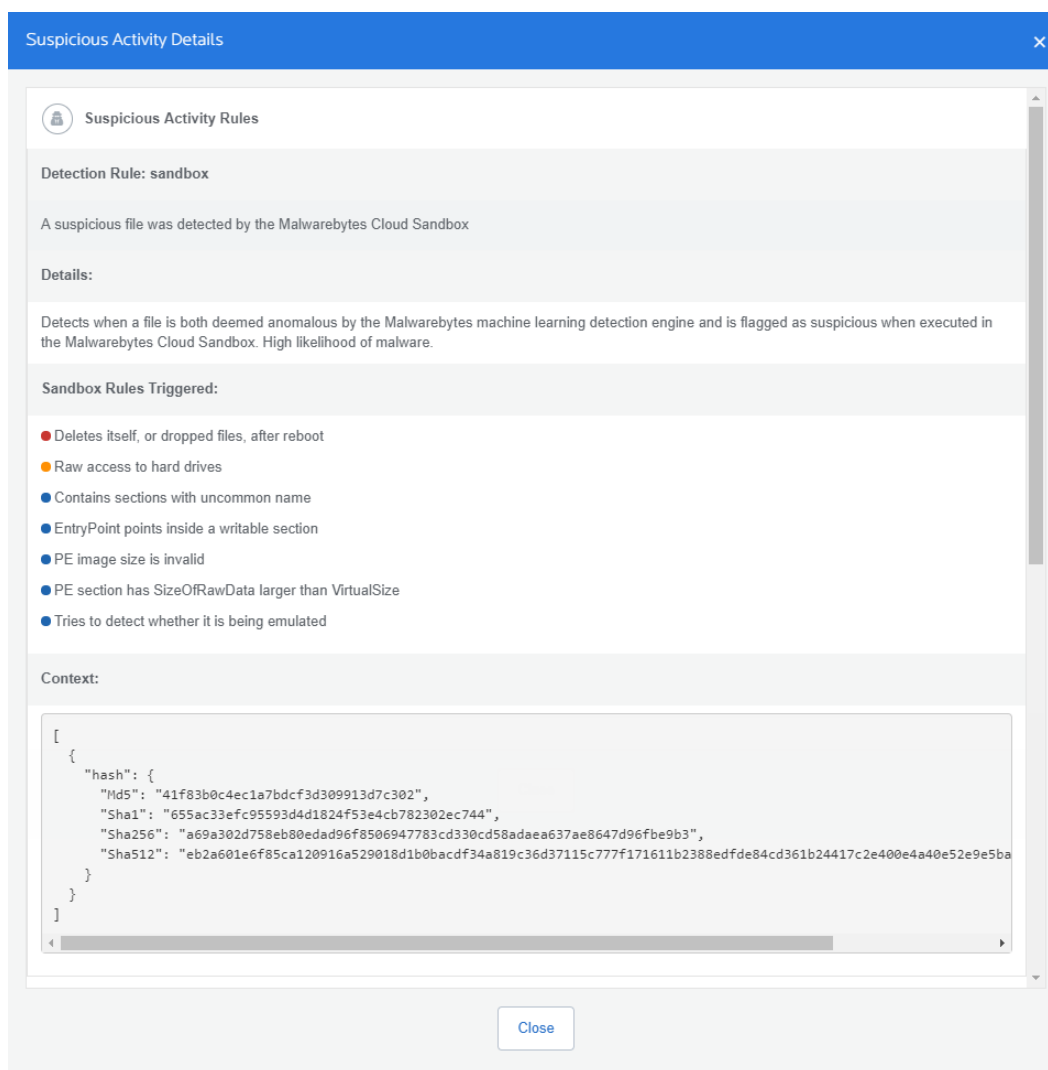 Suspicious Activity Details
Suspicious Activity Rules
Detection Rule: sandbox
A suspicious file was detected by the Malwarebytes Cloud Sandbox
Details:
Detects when a file is both deemed anomalous by the Malwarebytes machine learning detection engine and is flagged as suspicious when executed in
the Malwarebytes Cloud Sandbox. High likelihood of malware.
Sandbox Rules Triggered:
Deletes itself, or dropped files, after reboot
Raw access to hard drives
Contains sections with uncommon name
EntryPoint points inside a writable section
PE image size is invalid
PE section has SizeOfRawData larger than VirtualSize
Tries to detect whether it is being emulated
Context:
[
{
"hash": {
"Md5": "41f83b0c4ec1a7bdcf3d309913d7c302",
"Sha1": "655ac33efc95593d4d1824f53e4cb782302ec744",
"Sha256": "a69a302d758eb80edad96f8506947783cd330cd58adaea637ae8647d96fbe9b3",
"Sha512": "eb2a601e6f85ca120916a529018d1b0bacdf34a819c36d37115c777f171611b2388edfde84cd361b24417c2e400e4a40e52e9e5ba
}
}
]
Close